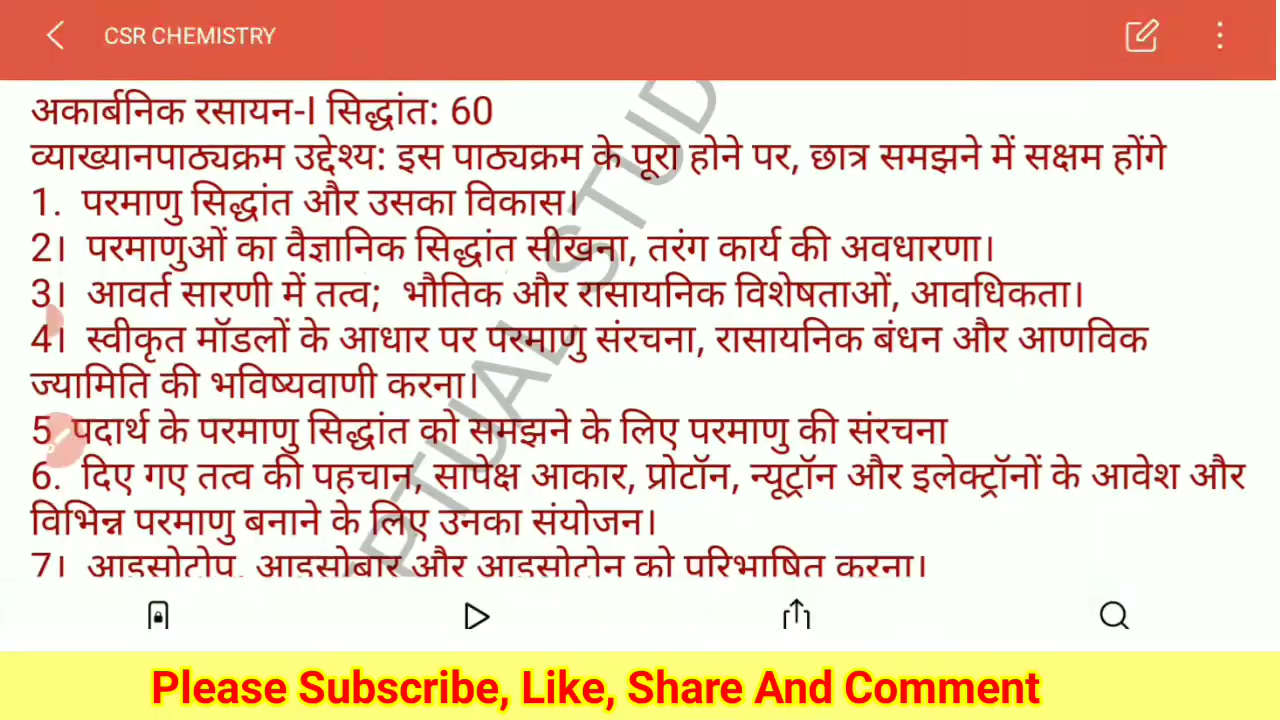 CSR CHEMISTRY
अकार्बनिक रसायन-I सिद्धांत: 60
व्याख्यानपाठ्यक्रम उद्देश्य: इस पाठ्यक्रम के पूरा होने पर, छात्र समझने में सक्षम होंगे
1. परमाणु सिद्धांत और उसका विकास।
2। परमाणुओं का वैज्ञानिक सिद्धांत सीखना, तरंग कार्य की अवधारणा।
3। आवर्त सारणी में तत्व; भौतिक और रासायनिक विशेषताओं, आवधिकता।
4। स्वीकृत मॉडलों के आधार पर परमाणु संरचना, रासायनिक बंधन और आणविक
ज्यामिति की भविष्यवाणी करना।
5 पदार्थ के परमाणु सिद्धांत को समझने के लिए परमाणु की संरचना
6. दिए गए तत्व की पहचान, सापेक्ष आकार, प्रोटॉन, न्यूट्रॉन और इलेक्ट्रॉनों के आवेश और
विभिन्न परमाणु बनाने के लिए उनका संयोजन।
7। आइसोटोप, आइसोबार और आइसोटोन को परिभाषित करना।
PTUAL STUD
Please Subscribe, Like, Share And Comment